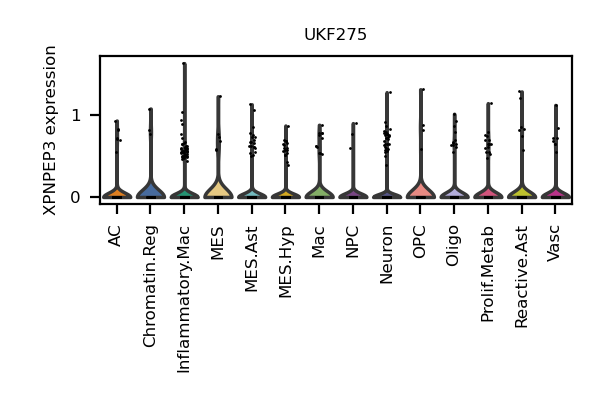 UKF275
XPNPEP3 expression
1
0
AC
Chromatin.Reg
Inflammatory.Mac
MES
MES.Ast
MES.Hyp
Mac
NPC
Neuron
OPC
Oligo
Prolif.Metab
Reactive.Ast
Vasc